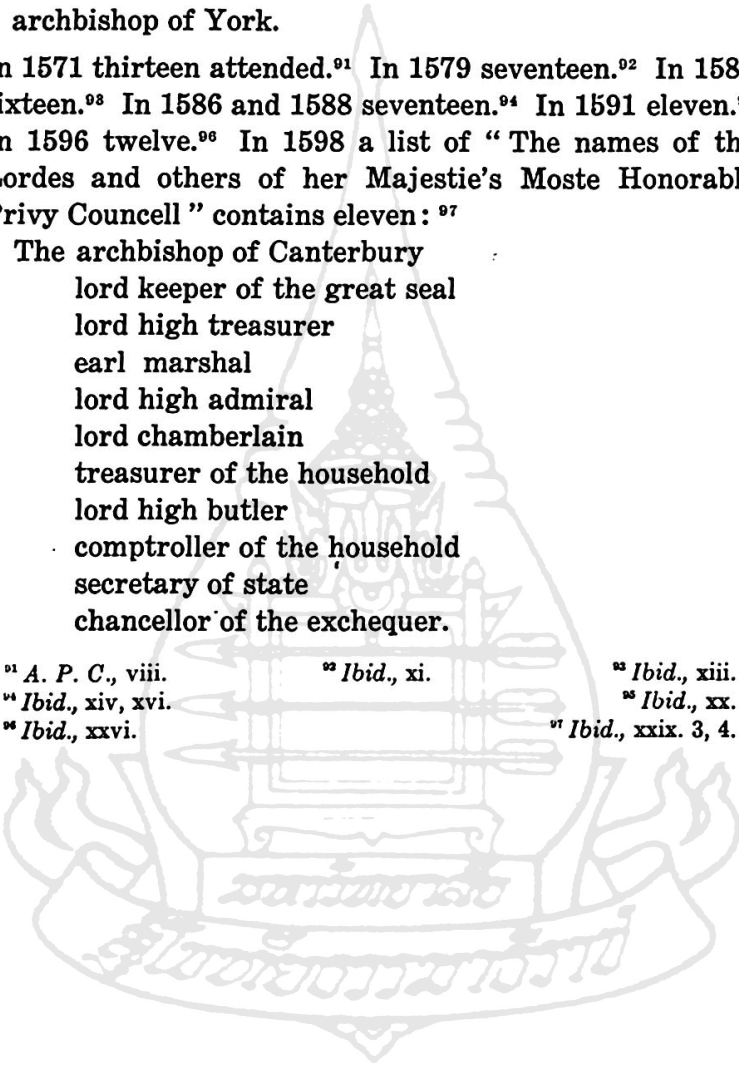 archbishop of York.
n 1571 thirteen attended.⁹¹ In 1579 seventeen.⁹² In 158
ixteen.⁹³ In 1586 and 1588 seventeen.⁹⁴ In 1591 eleven.
n 1596 twelve.⁹⁶ In 1598 a list of " The names of th
ordes and others of her Majestie's Moste Honorabl
rivy Councell " contains eleven: ⁹⁷
The archbishop of Canterbury
lord keeper of the great seal
lord high treasurer
earl marshal
lord high admiral
lord chamberlain
treasurer of the household
lord high butler
comptroller of the household
secretary of state
chancellor of the exchequer.
⁹¹ A. P. C., viii. ⁹² Ibid., xi. ⁹³ Ibid., xiii.
⁹⁴ Ibid., xiv, xvi. ⁹⁵ Ibid., xx.
⁹⁶ Ibid., xxvi. ⁹⁷ Ibid., xxix. 3, 4.